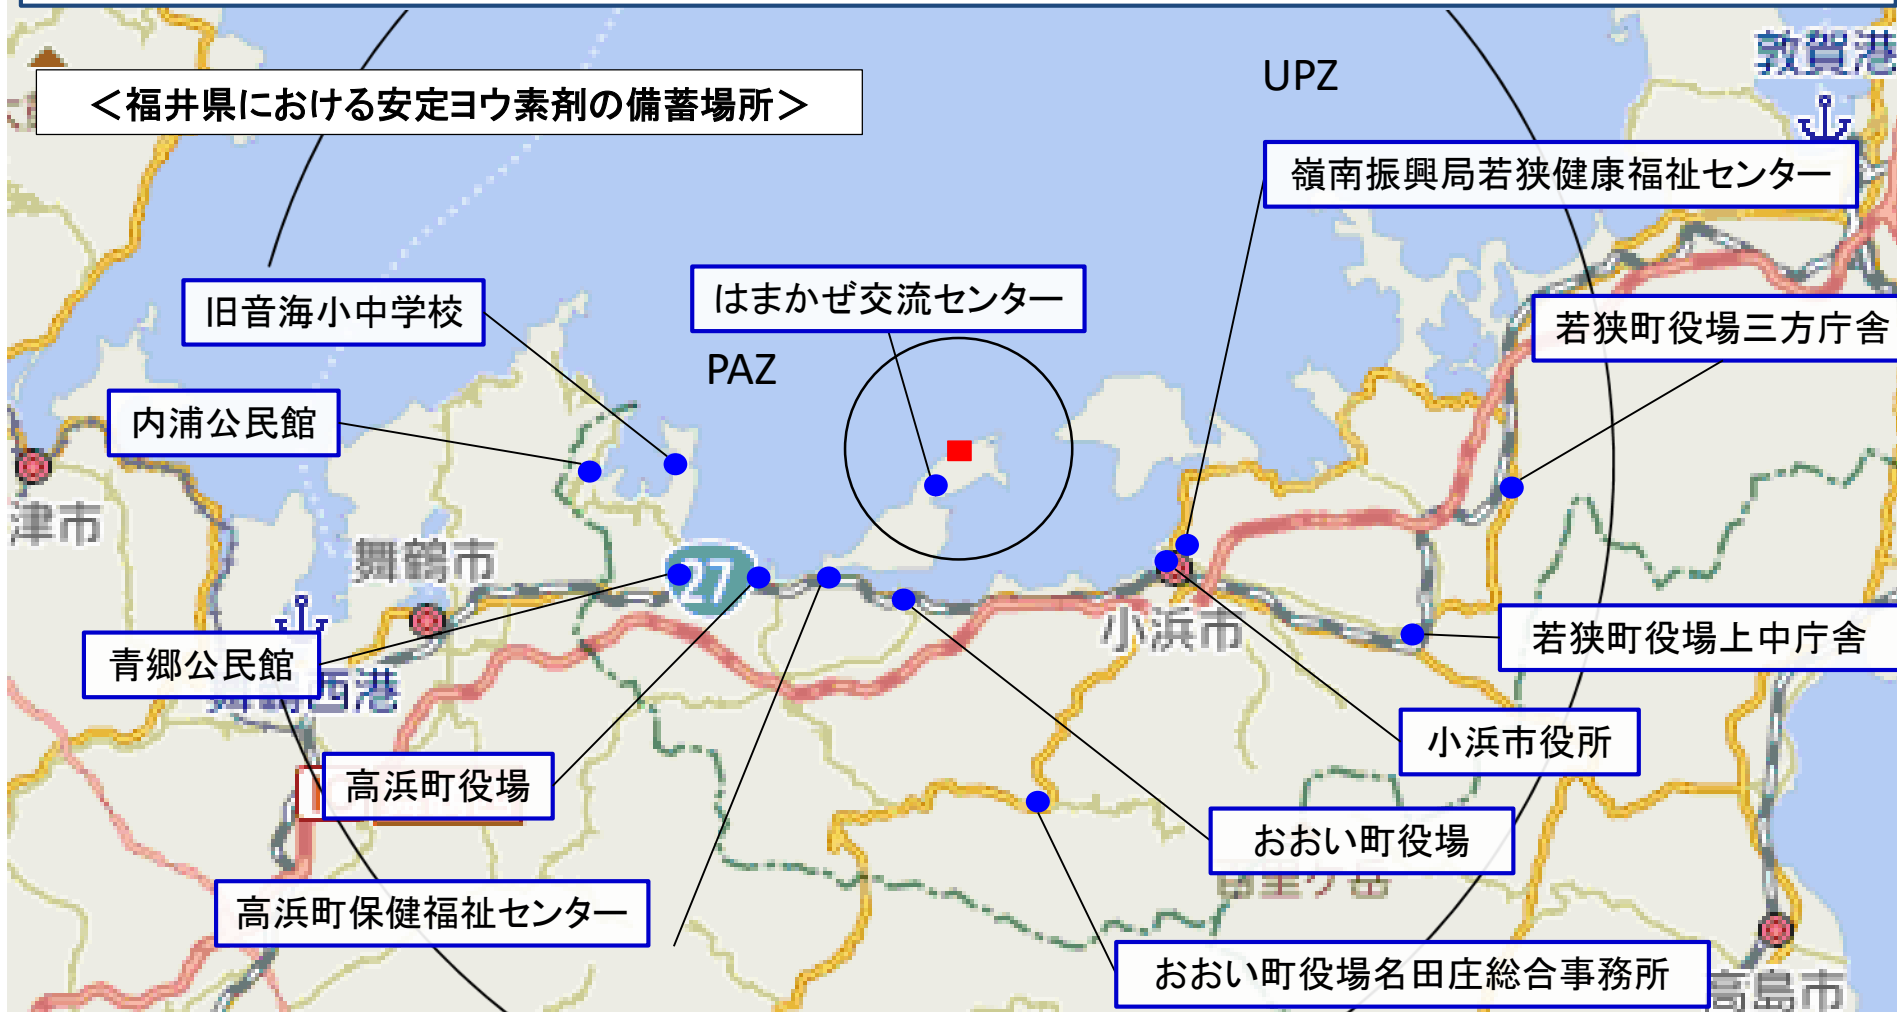 敦賀港
UPZ
＜福井県における安定ヨウ素剤の備蓄場所＞
嶺南振興局若狭健康福祉センター
旧音海小中学校
はまかぜ交流センター
若狭町役場三方庁舎
PAZ
内浦公民館
津市
舞鶴市
27
小浜市
若狭町役場上中庁舎
青郷公民館
西港
小浜市役所
高浜町役場
おおい町役場
高浜町保健福祉センター
おおい町役場名田庄総合事務所
高島市